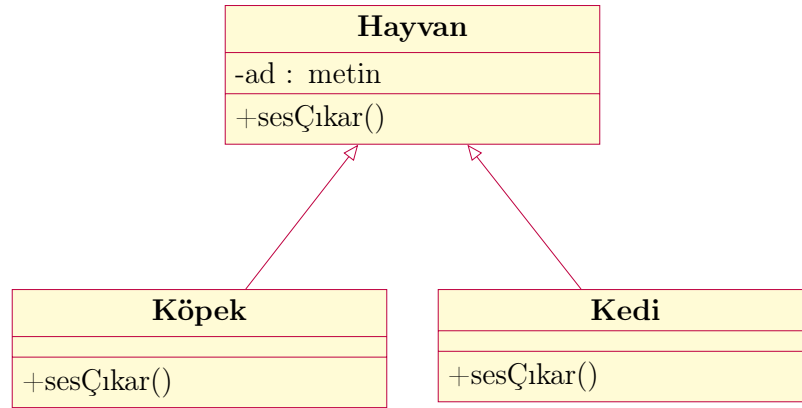 Hayvan
-ad : metin
+sesÇıkar()
Köpek
+sesÇıkar()
Kedi
+sesÇıkar()